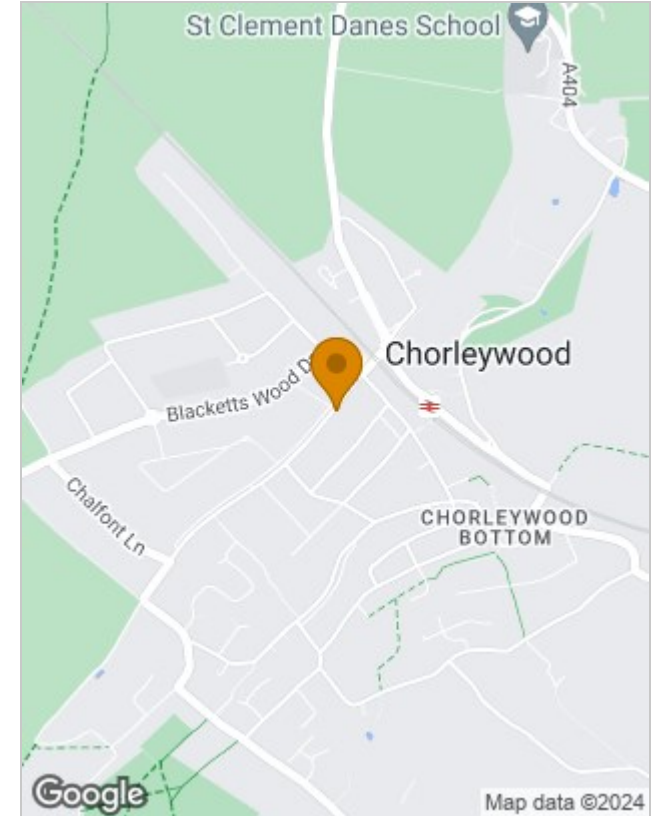 St Clement Danes School
A404
Chorleywood
Blacketts Wood D
Chalfont Ln
CHORLEYWOOD
BOTTOM
Google
Map data ©2024